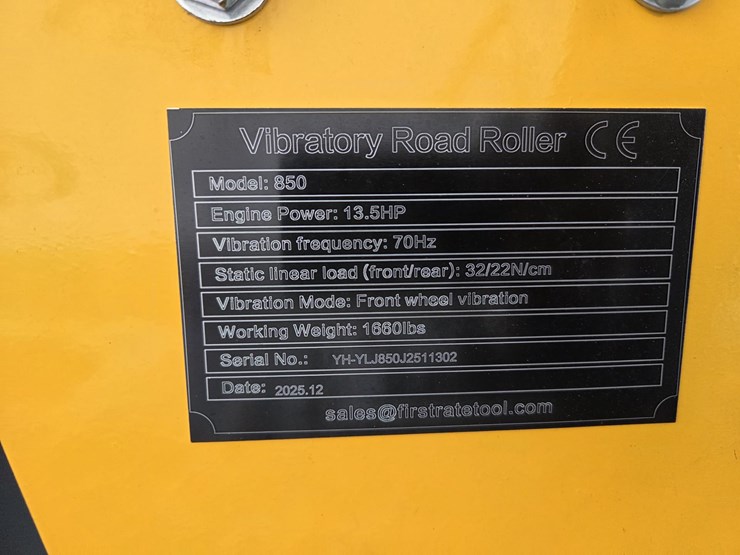 Vibratory Road Roller CE
Model: 850
Engine Power: 13.5HP
Vibration frequency: 70Hz
Static linear load (front/rear): 32/22N/cm
Vibration Mode: Front wheel vibration
Working Weight: 1660lbs
Serial No.: YH-YLJ850J2511302
Date: 2025.12
sales@firstratetool.com